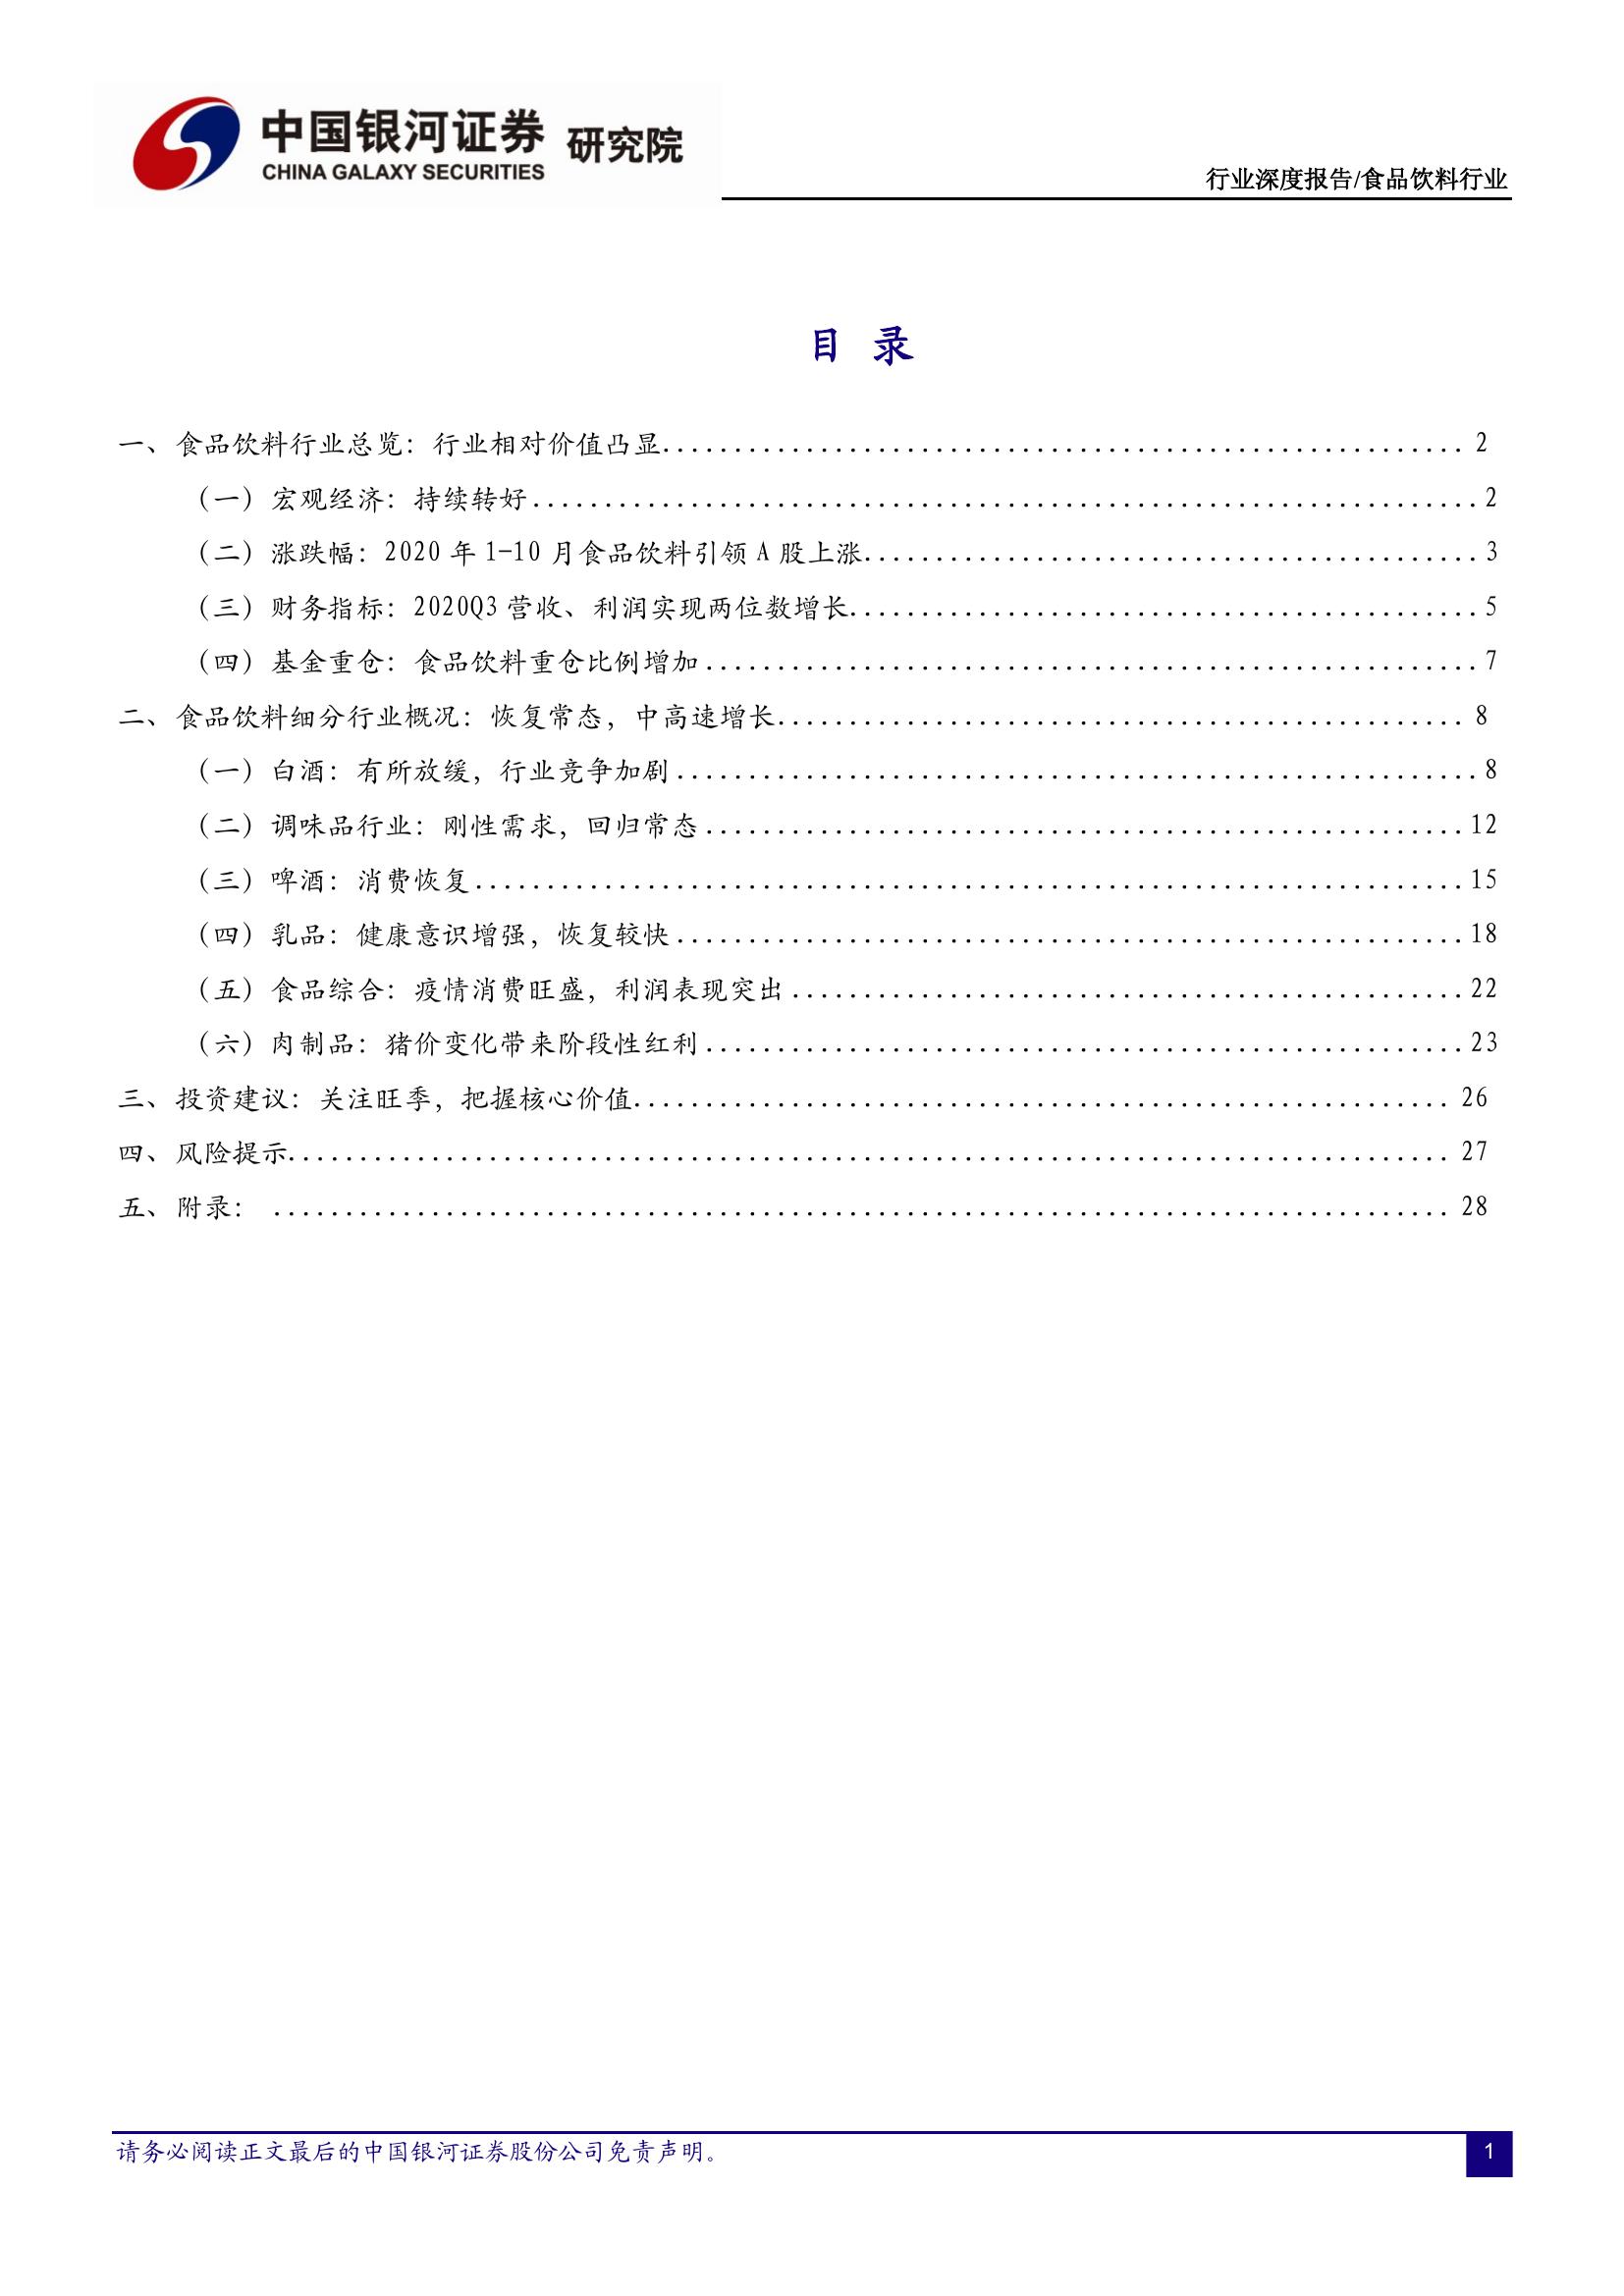 中国银河证券 研究院
CHINA GALAXY SECURITIES
行业深度报告/食品饮料行业
目 录
一、食品饮料行业总览：行业相对价值凸显........................................................ 2
（一）宏观经济：持续转好..................................................................2
（二）涨跌幅：2020 年 1-10 月食品饮料引领 A 股上涨...........................................3
（三）财务指标：2020Q3 营收、利润实现两位数增长............................................5
（四）基金重仓：食品饮料重仓比例增加......................................................7
二、食品饮料细分行业概况：恢复常态，中高速增长................................................ 8
（一）白酒：有所放缓，行业竞争加剧........................................................8
（二）调味品行业：刚性需求，回归常态.....................................................12
（三）啤酒：消费恢复.....................................................................15
（四）乳品：健康意识增强，恢复较快.......................................................18
（五）食品综合：疫情消费旺盛，利润表现突出...............................................22
（六）肉制品：猪价变化带来阶段性红利.....................................................23
三、投资建议：关注旺季，把握核心价值......................................................... 26
四、风险提示................................................................................. 27
五、附录： .................................................................................. 28
请务必阅读正文最后的中国银河证券股份公司免责声明。
1